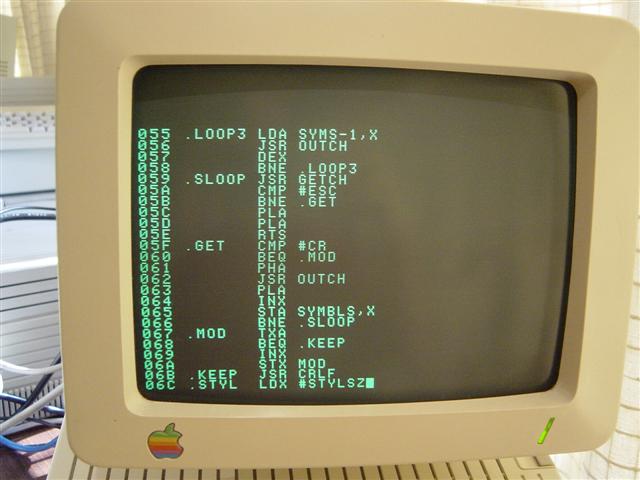 055 .LOOP3 LDA SYMS-1,X
056 JSR OUTCH
057 DEX
058 BNE .LOOP3
059 .SLOOP JSR GETCH
05A CMP #ESC
05B BNE .GET
05C PLA
05D PLA
05E RTS
05F .GET CMP #CR
060 BEQ .MOD
061 PHA
062 JSR OUTCH
063 PLA
064 INX
065 STA SYMBLS,X
066 BNE .SLOOP
067 .MOD TXA
068 BEQ .KEEP
069 INX
06A STX MOD
06B .KEEP JSR CRLF
06C .STYL LDX #STYLSZ